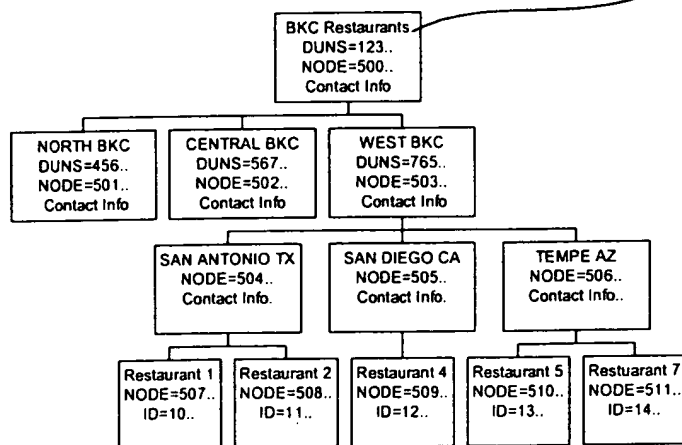 BKC Restaurants
DUNS=123..
NODE=500..
Contact Info
NORTH BKC
DUNS=456..
NODE=501..
Contact Info
CENTRAL BKC
DUNS=567..
NODE=502..
Contact Info
WEST BKC
DUNS=765..
NODE=503..
Contact Info
SAN ANTONIO TX
NODE=504..
Contact Info.
SAN DIEGO CA
NODE=505..
Contact Info.
TEMPE AZ
NODE=506..
Contact Info..
Restaurant 1
NODE=507..
ID=10..
Restaurant 2
NODE=508..
ID=11..
Restaurant 4
NODE=509..
ID=12..
Restaurant 5
NODE=510..
ID=13..
Restuarant 7
NODE=511..
ID=14..